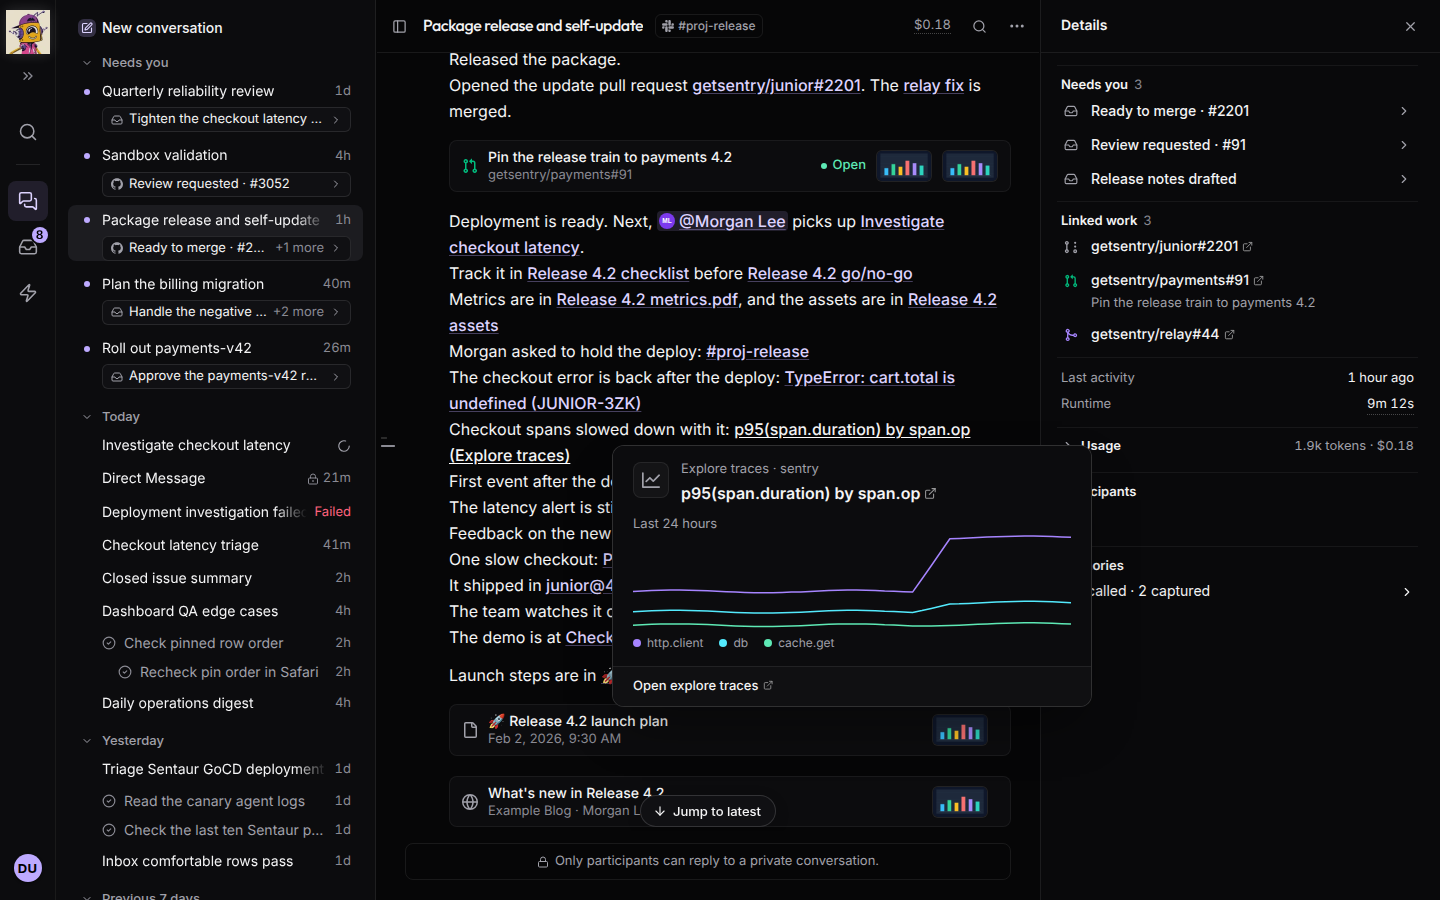 New conversation
Needs you
Quarterly reliability review 1d
Tighten the checkout latency ...
Sandbox validation 4h
Review requested · #3052
Package release and self-update 1h
Ready to merge · #2... +1 more
8
Plan the billing migration 40m
Handle the negative ... +2 more
Roll out payments-v42 26m
Approve the payments-v42 r...
Today
Investigate checkout latency
Direct Message 21m
Deployment investigation failed Failed
Checkout latency triage 41m
Closed issue summary 2h
Dashboard QA edge cases 4h
Check pinned row order 2h
Recheck pin order in Safari 2h
Daily operations digest 4h
Yesterday
Triage Sentaur GoCD deployment 1d
Read the canary agent logs 1d
Check the last ten Sentaur p... 1d
Inbox comfortable rows pass 1d
Previous 7 days
DU
Package release and self-update #proj-release $0.18
Released the package.
Opened the update pull request getsentry/junior#2201. The relay fix is
merged.
Pin the release train to payments 4.2
getsentry/payments#91
Open
Deployment is ready. Next, ML @Morgan Lee picks up Investigate
checkout latency.
Track it in Release 4.2 checklist before Release 4.2 go/no-go
Metrics are in Release 4.2 metrics.pdf, and the assets are in Release 4.2
assets
Morgan asked to hold the deploy: #proj-release
The checkout error is back after the deploy: TypeError: cart.total is
undefined (JUNIOR-3ZK)
Checkout spans slowed down with it: p95(span.duration) by span.op
(Explore traces)
First event after the
The latency alert is
Feedback on the new
One slow checkout:
It shipped in junior@
The team watches it
The demo is at Check
Launch steps are in 🚀
Explore traces · sentry
p95(span.duration) by span.op
Last 24 hours
http.client db cache.get
Open explore traces
🚀 Release 4.2 launch plan
Feb 2, 2026, 9:30 AM
What's new in Release 4.2
Example Blog · Morgan
Jump to latest
Only participants can reply to a private conversation.
Details
Needs you 3
Ready to merge · #2201
Review requested · #91
Release notes drafted
Linked work 3
getsentry/junior#2201
getsentry/payments#91
Pin the release train to payments 4.2
getsentry/relay#44
Last activity 1 hour ago
Runtime 9m 12s
Usage 1.9k tokens · $0.18
cipants
ories
called · 2 captured